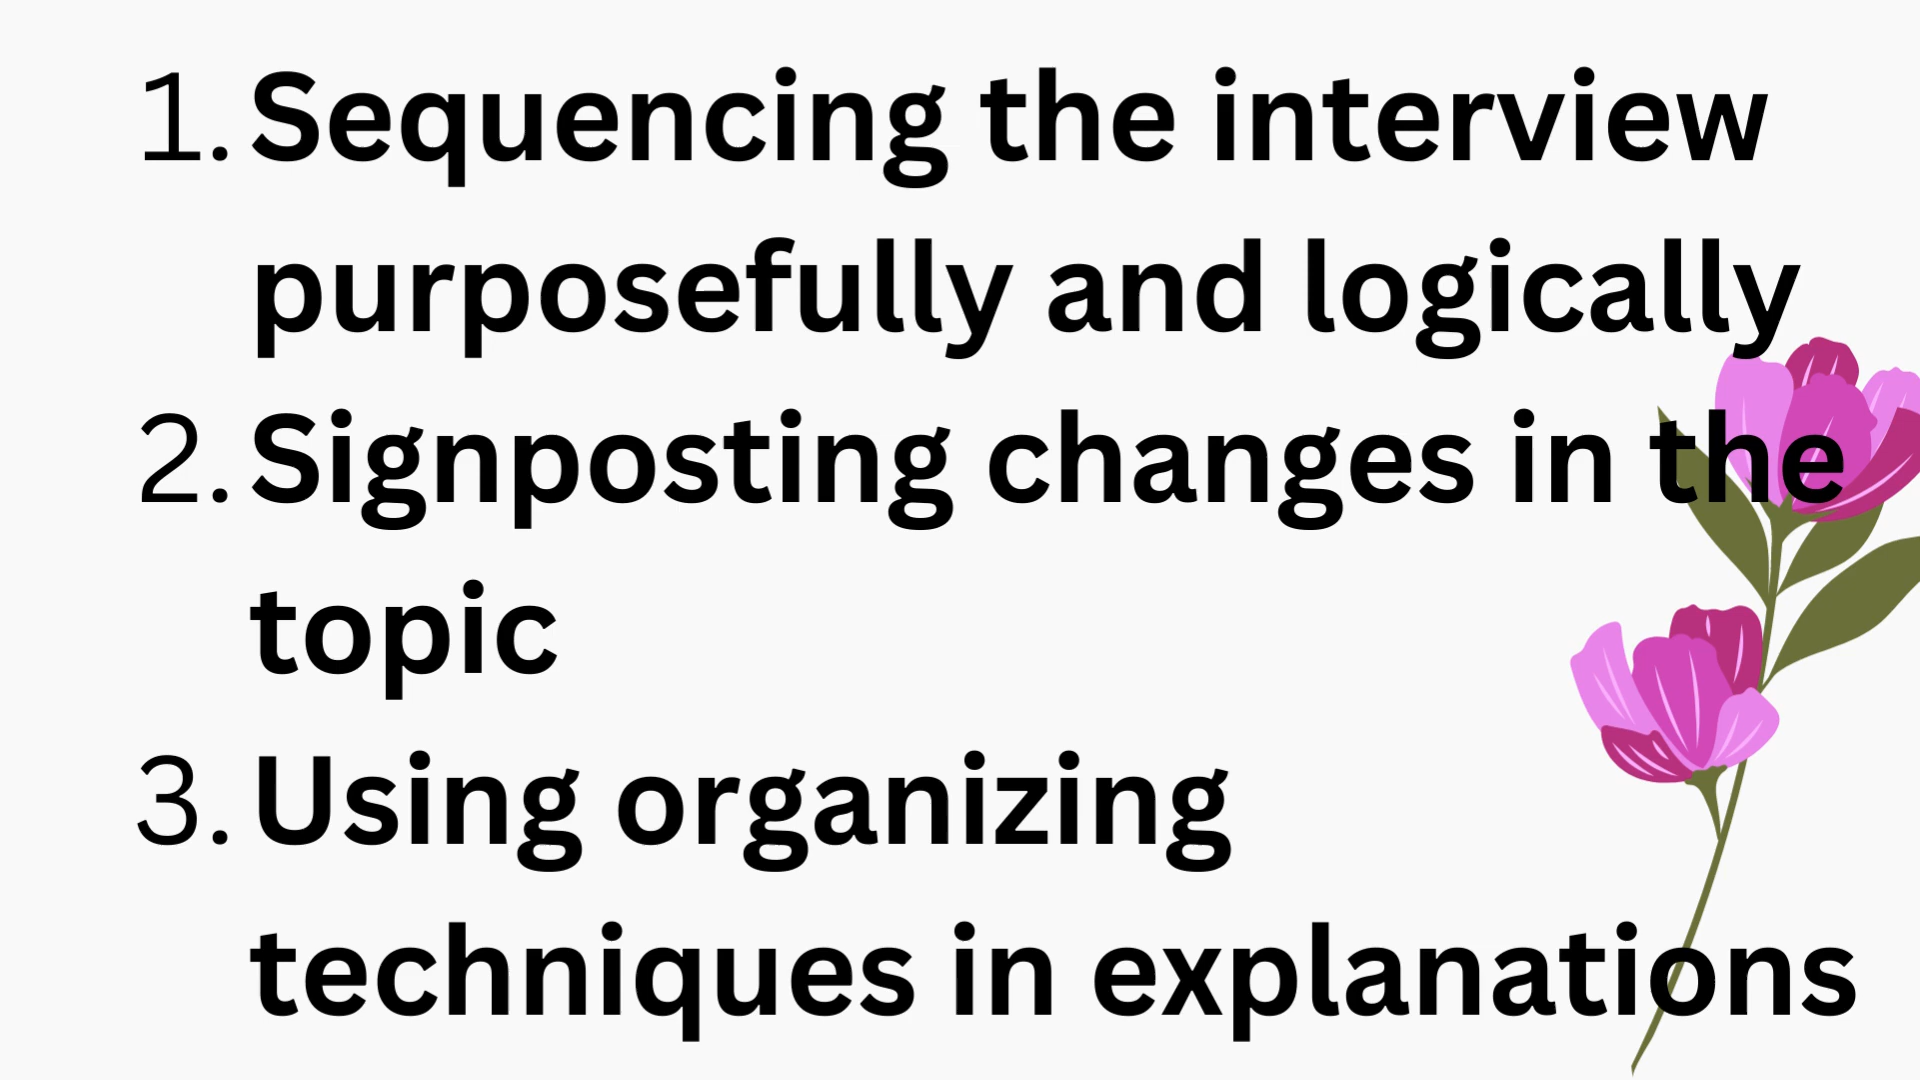 1. Sequencing the interview
purposefully and logically
2. Signposting changes in the
topic
3. Using organizing
techniques in explanations